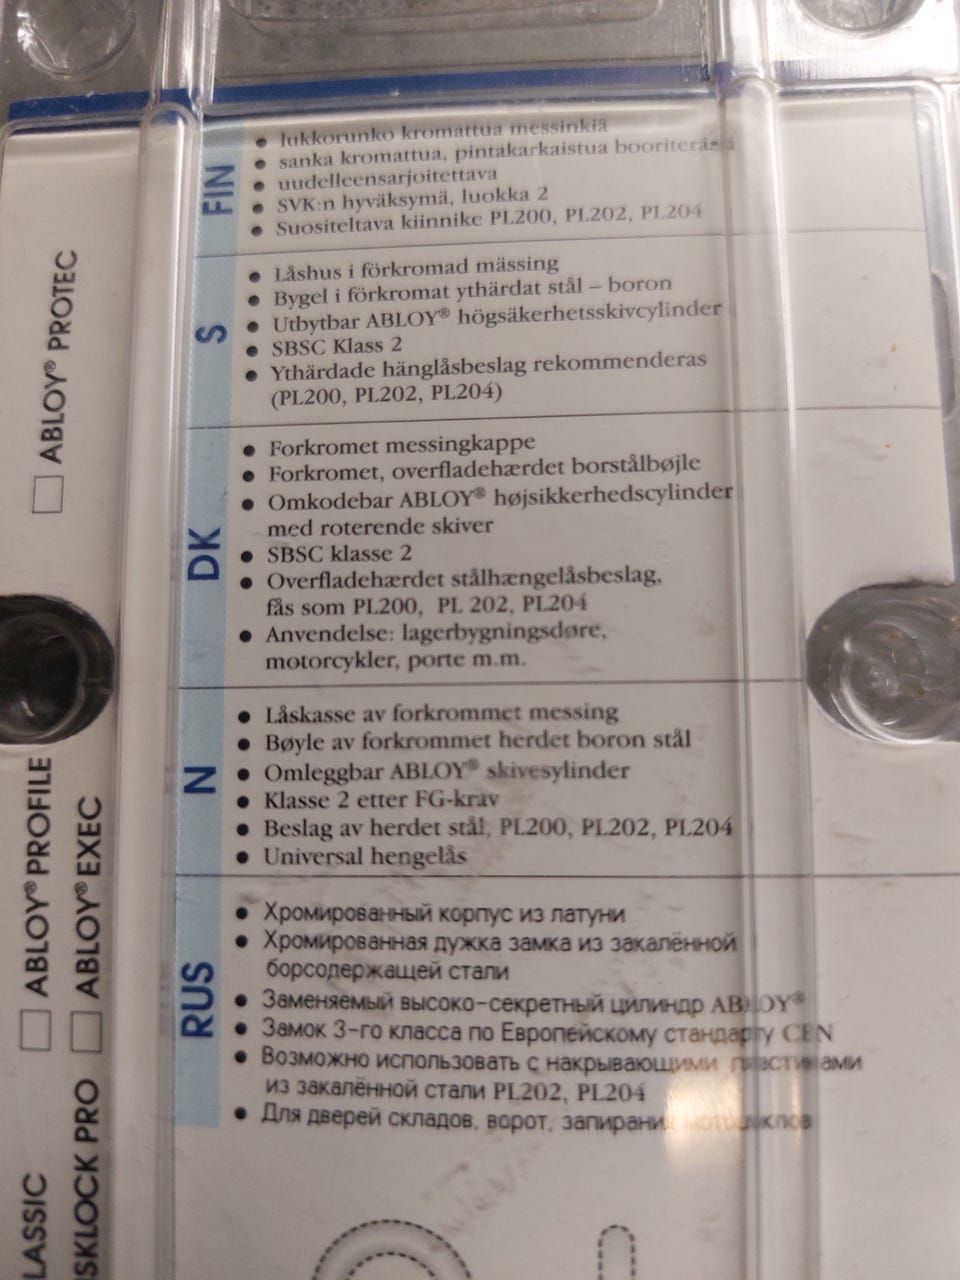 FIN
lukkorunko kromattua messinkiä
sanka kromattua, pintakarkaistua booriterästä
uudelleensarjoitettava
SVK:n hyväksymä, luokka 2
Suositeltava kiinnike PL200, PL202, PL204
S
Låshus i förkromad mässing
Bygel i förkromat ythärdat stål – boron
Utbytbar ABLOY® högsäkerhetsskivcylinder
SBSC Klass 2
Ythärdade hänglåsbeslag rekommenderas
(PL200, PL202, PL204)
DK
Forkromet messingkappe
Forkromet, overfladehærdet borstålbøjle
Omkodebar ABLOY® højsikkerhedscylinder
med roterende skiver
SBSC klasse 2
Overfladehærdet stålhængelåsbeslag,
fås som PL200, PL 202, PL204
Anvendelse: lagerbygningsdøre,
motorcykler, porte m.m.
N
Låskasse av forkrommet messing
Bøyle av forkrommet herdet boron stål
Omleggbar ABLOY® skivesylinder
Klasse 2 etter FG-krav
Beslag av herdet stål, PL200, PL202, PL204
Universal hengelås
RUS
Хромированный корпус из латуни
Хромированная дужка замка из закалённой
борсодержащей стали
Заменяемый высоко-секретный цилиндр ABLOY®
Замок 3-го класса по Европейскому стандарту CEN
Возможно использовать с накрывающими пластинами
из закалённой стали PL202, PL204
Для дверей складов, ворот, запирания мотоциклов
ABLOY® PROTEC
ABLOY® PROFILE
ABLOY® EXEC
LASSIC
SKLOCK PRO